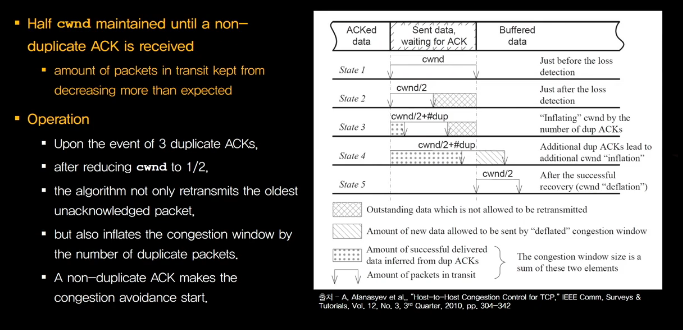 Half cwnd maintained until a non-
duplicate ACK is received
amount of packets in transit kept from
decreasing more than expected
Operation
Upon the event of 3 duplicate ACKs,
after reducing cwnd to 1/2,
the algorithm not only retransmits the oldest
unacknowledged packet,
but also inflates the congestion window by
the number of duplicate packets.
A non-duplicate ACK makes the
congestion avoidance start.
ACKed
data
Sent data,
waiting for ACK
Buffered
data
State 1
cwnd
Just before the loss
detection
State 2
cwnd/2
Just after the loss
detection
State 3
cwnd/2+#dup
"Inflating" cwnd by the
number of dup ACKs
State 4
cwnd/2+#dup
Additional dup ACKs lead to
additional cwnd "inflation"
State 5
cwnd/2
After the successful
recovery (cwnd "deflation")
Outstanding data which is not allowed to be retransmitted
Amount of new data allowed to be sent by "deflated" congestion window
Amount of successful delivered
data inferred from dup ACKs
Amount of packets in transit
The congestion window size is a
sum of these two elements
출처 - A. Afanasyev et al., "Host-to-Host Congestion Control for TCP," IEEE Comm, Surveys &
Tutorials, Vol. 12, No. 3, 3rd Quarter, 2010, pp. 304-342